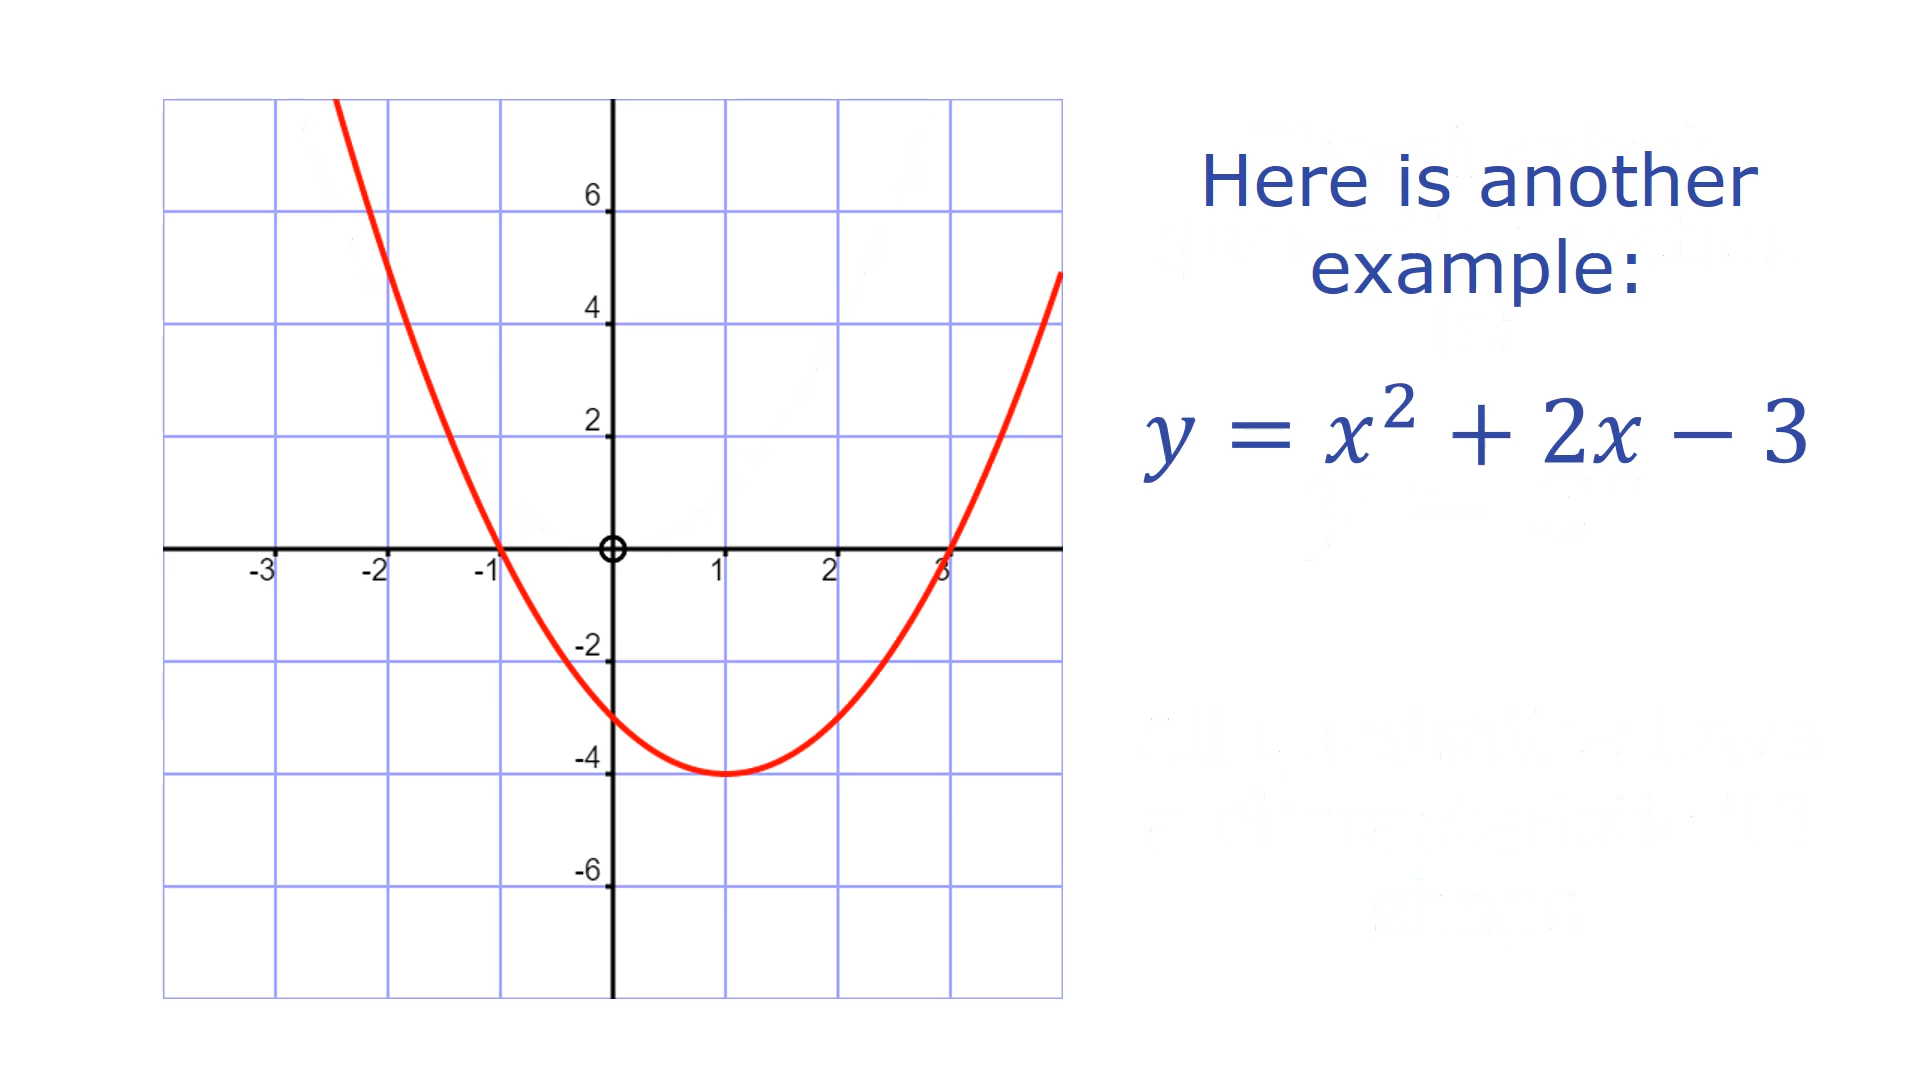 Here is another
example:
y = x² + 2x − 3
6
4
2
-3 -2 -1 1 2 3
-2
-4
-6